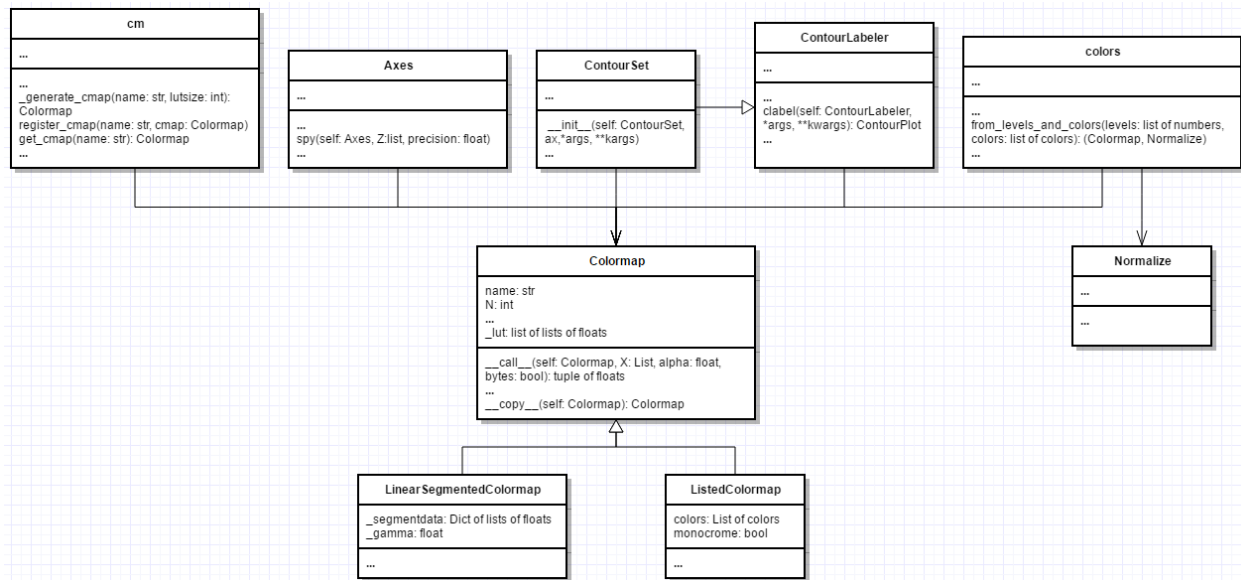 cm
...
...
_generate_cmap(name: str, lutsize: int):
Colormap
register_cmap(name: str, cmap: Colormap)
get_cmap(name: str): Colormap
...
Axes
...
...
spy(self: Axes, Z:list, precision: float)
...
ContourSet
...
...
__init__(self: ContourSet,
ax,*args, **kargs)
...
ContourLabeler
...
...
clabel(self: ContourLabeler,
*args, **kwargs): ContourPlot
...
colors
...
...
from_levels_and_colors(levels: list of numbers,
colors: list of colors): (Colormap, Normalize)
...
Colormap
name: str
N: int
...
_lut: list of lists of floats
__call__(self: Colormap, X: List, alpha: float,
bytes: bool): tuple of floats
...
__copy__(self: Colormap): Colormap
Normalize
...
...
LinearSegmentedColormap
_segmentdata: Dict of lists of floats
_gamma: float
...
ListedColormap
colors: List of colors
monocrome: bool
...